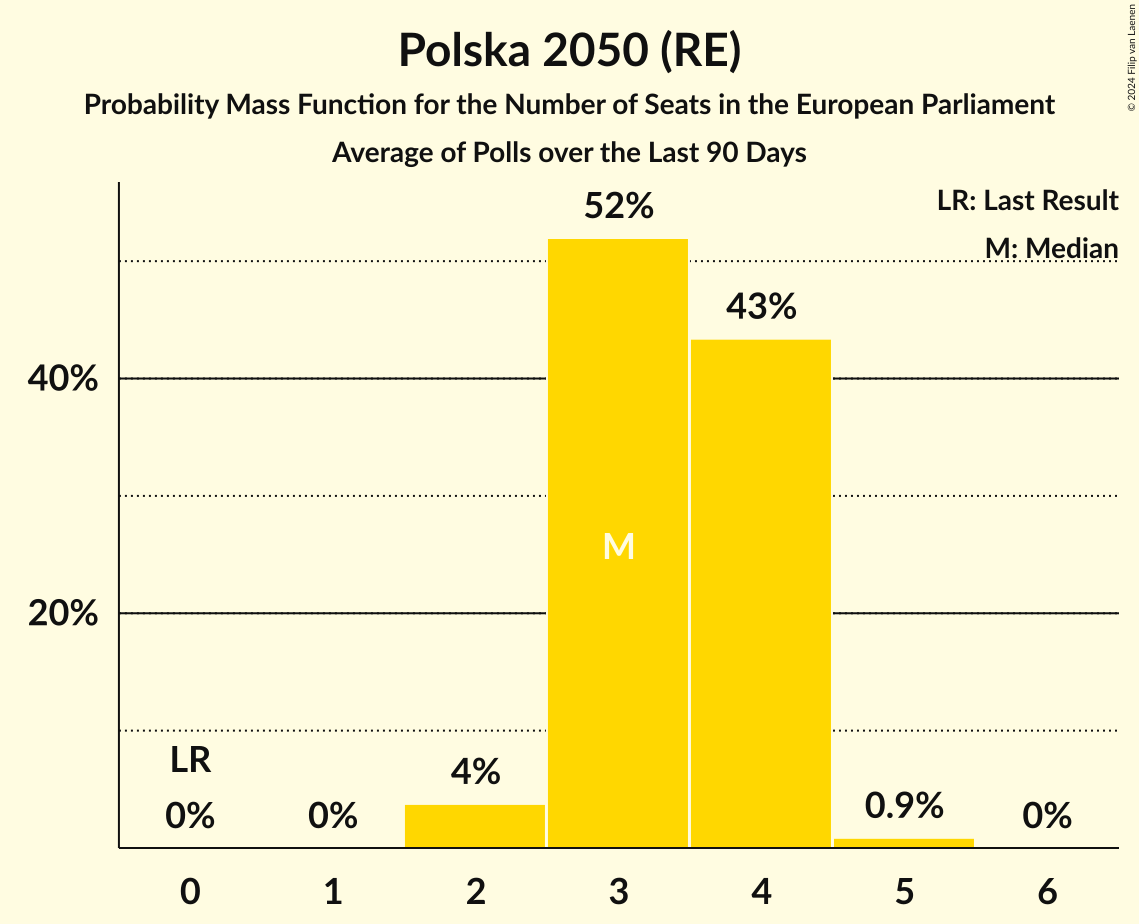 Polska 2050 (RE)
Probability Mass Function for the Number of Seats in the European Parliament
Average of Polls over the Last 90 Days
© 2024 Filip van Laenen
LR: Last Result
M: Median
52%
43%
40%
M
20%
LR
0%
0%
4%
0.9%
0%
0
1
2
3
4
5
6